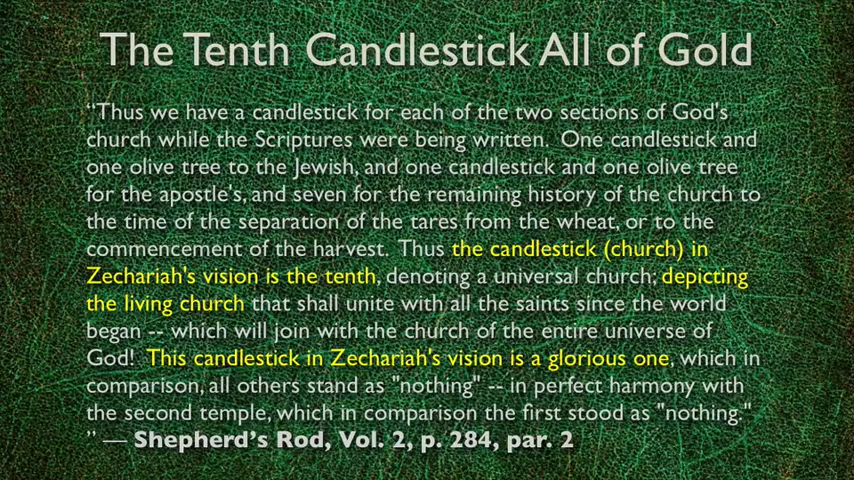 The Tenth Candlestick All of Gold
“Thus we have a candlestick for each of the two sections of God's
church while the Scriptures were being written.  One candlestick and
one olive tree to the Jewish, and one candlestick and one olive tree
for the apostle's, and seven for the remaining history of the church to
the time of the separation of the tares from the wheat, or to the
commencement of the harvest.  Thus the candlestick (church) in
Zechariah's vision is the tenth, denoting a universal church; depicting
the living church that shall unite with all the saints since the world
began -- which will join with the church of the entire universe of
God!  This candlestick in Zechariah's vision is a glorious one, which in
comparison, all others stand as "nothing" -- in perfect harmony with
the second temple, which in comparison the first stood as "nothing."
” — Shepherd’s Rod, Vol. 2, p. 284, par. 2